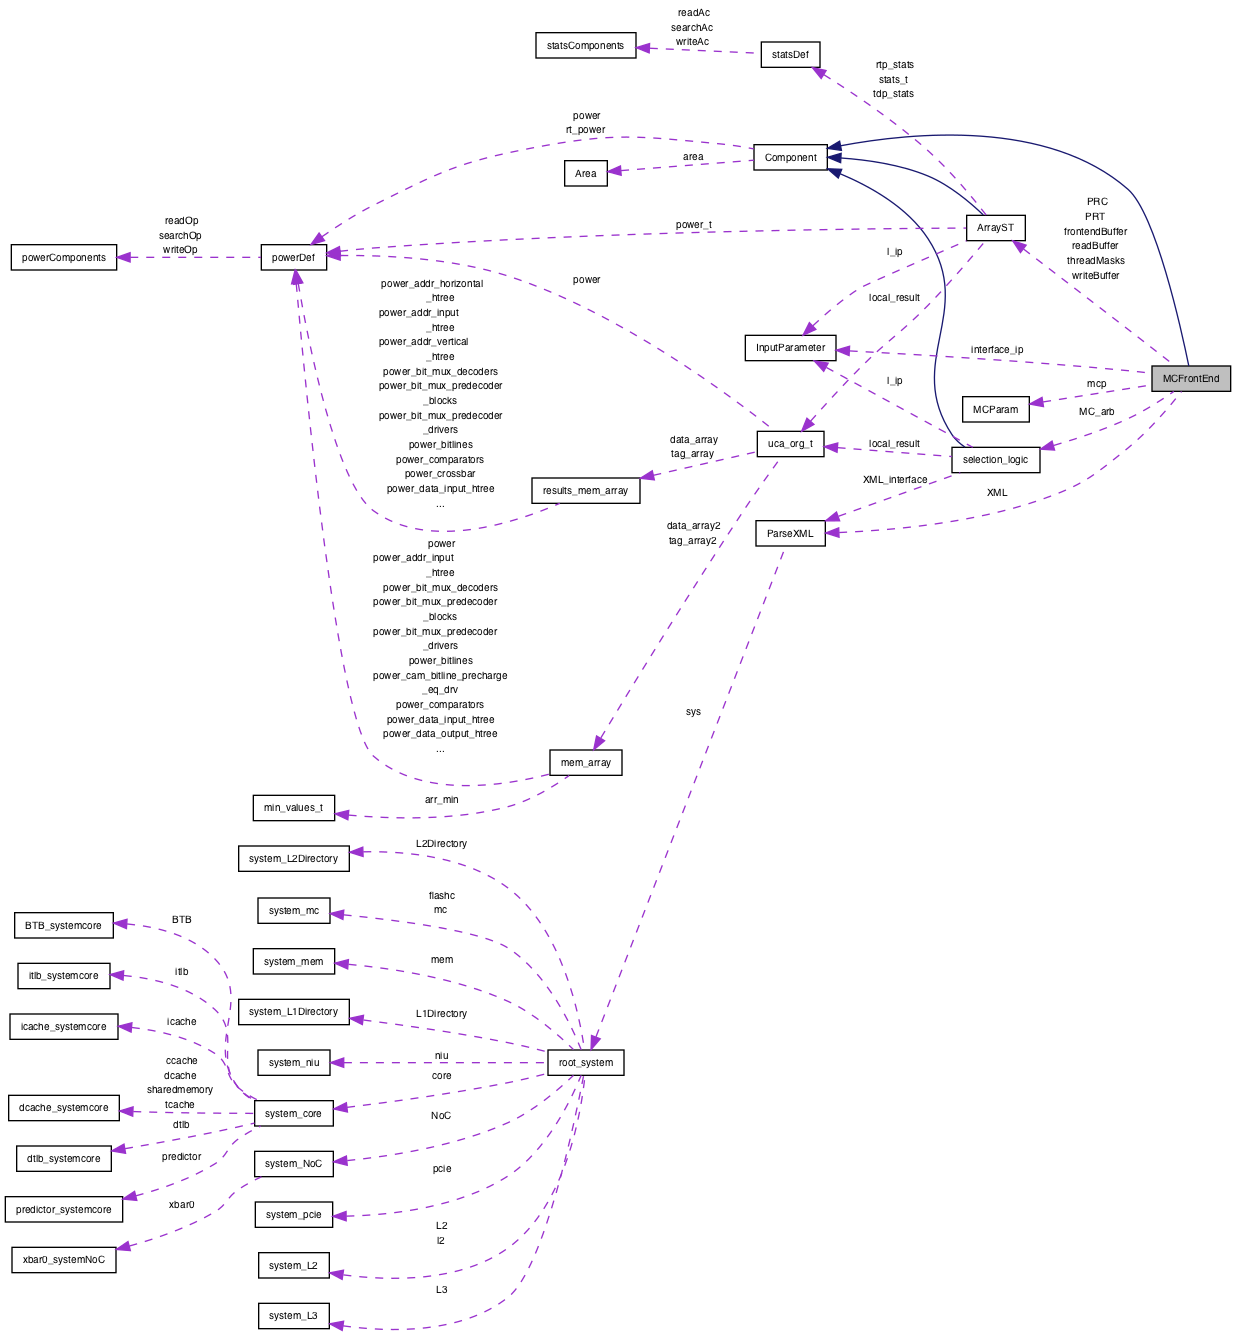 readAc
searchAc
writeAc
statsComponents
statsDef
rtp_stats
stats_t
tdp_stats
power
rt_power
area
Component
Area
PRC
PRT
frontendBuffer
readBuffer
threadMasks
writeBuffer
ArrayST
power_t
readOp
searchOp
writeOp
powerComponents
powerDef
l_ip
power
local_result
power_addr_horizontal
_htree
power_addr_input
_htree
power_addr_vertical
_htree
power_bit_mux_decoders
power_bit_mux_predecoder
_blocks
power_bit_mux_predecoder
_drivers
power_bitlines
power_comparators
power_crossbar
power_data_input_htree
...
InputParameter
interface_ip
MCFrontEnd
l_ip
mcp
MCParam
MC_arb
uca_org_t
local_result
selection_logic
data_array
tag_array
results_mem_array
XML_interface
XML
data_array2
tag_array2
ParseXML
power
power_addr_input
_htree
power_bit_mux_decoders
power_bit_mux_predecoder
_blocks
power_bit_mux_predecoder
_drivers
power_bitlines
power_cam_bitline_precharge
_eq_drv
power_comparators
power_data_input_htree
power_data_output_htree
...
sys
mem_array
arr_min
min_values_t
L2Directory
system_L2Directory
flashc
mc
system_mc
BTB
BTB_systemcore
mem
system_mem
itlb
itlb_systemcore
L1Directory
system_L1Directory
icache
icache_systemcore
niu
system_niu
root_system
core
ccache
dcache
sharedmemory
tcache
dcache_systemcore
system_core
NoC
dtlb
dtlb_systemcore
predictor
system_NoC
pcie
predictor_systemcore
xbar0
system_pcie
L2
l2
xbar0_systemNoC
system_L2
L3
system_L3